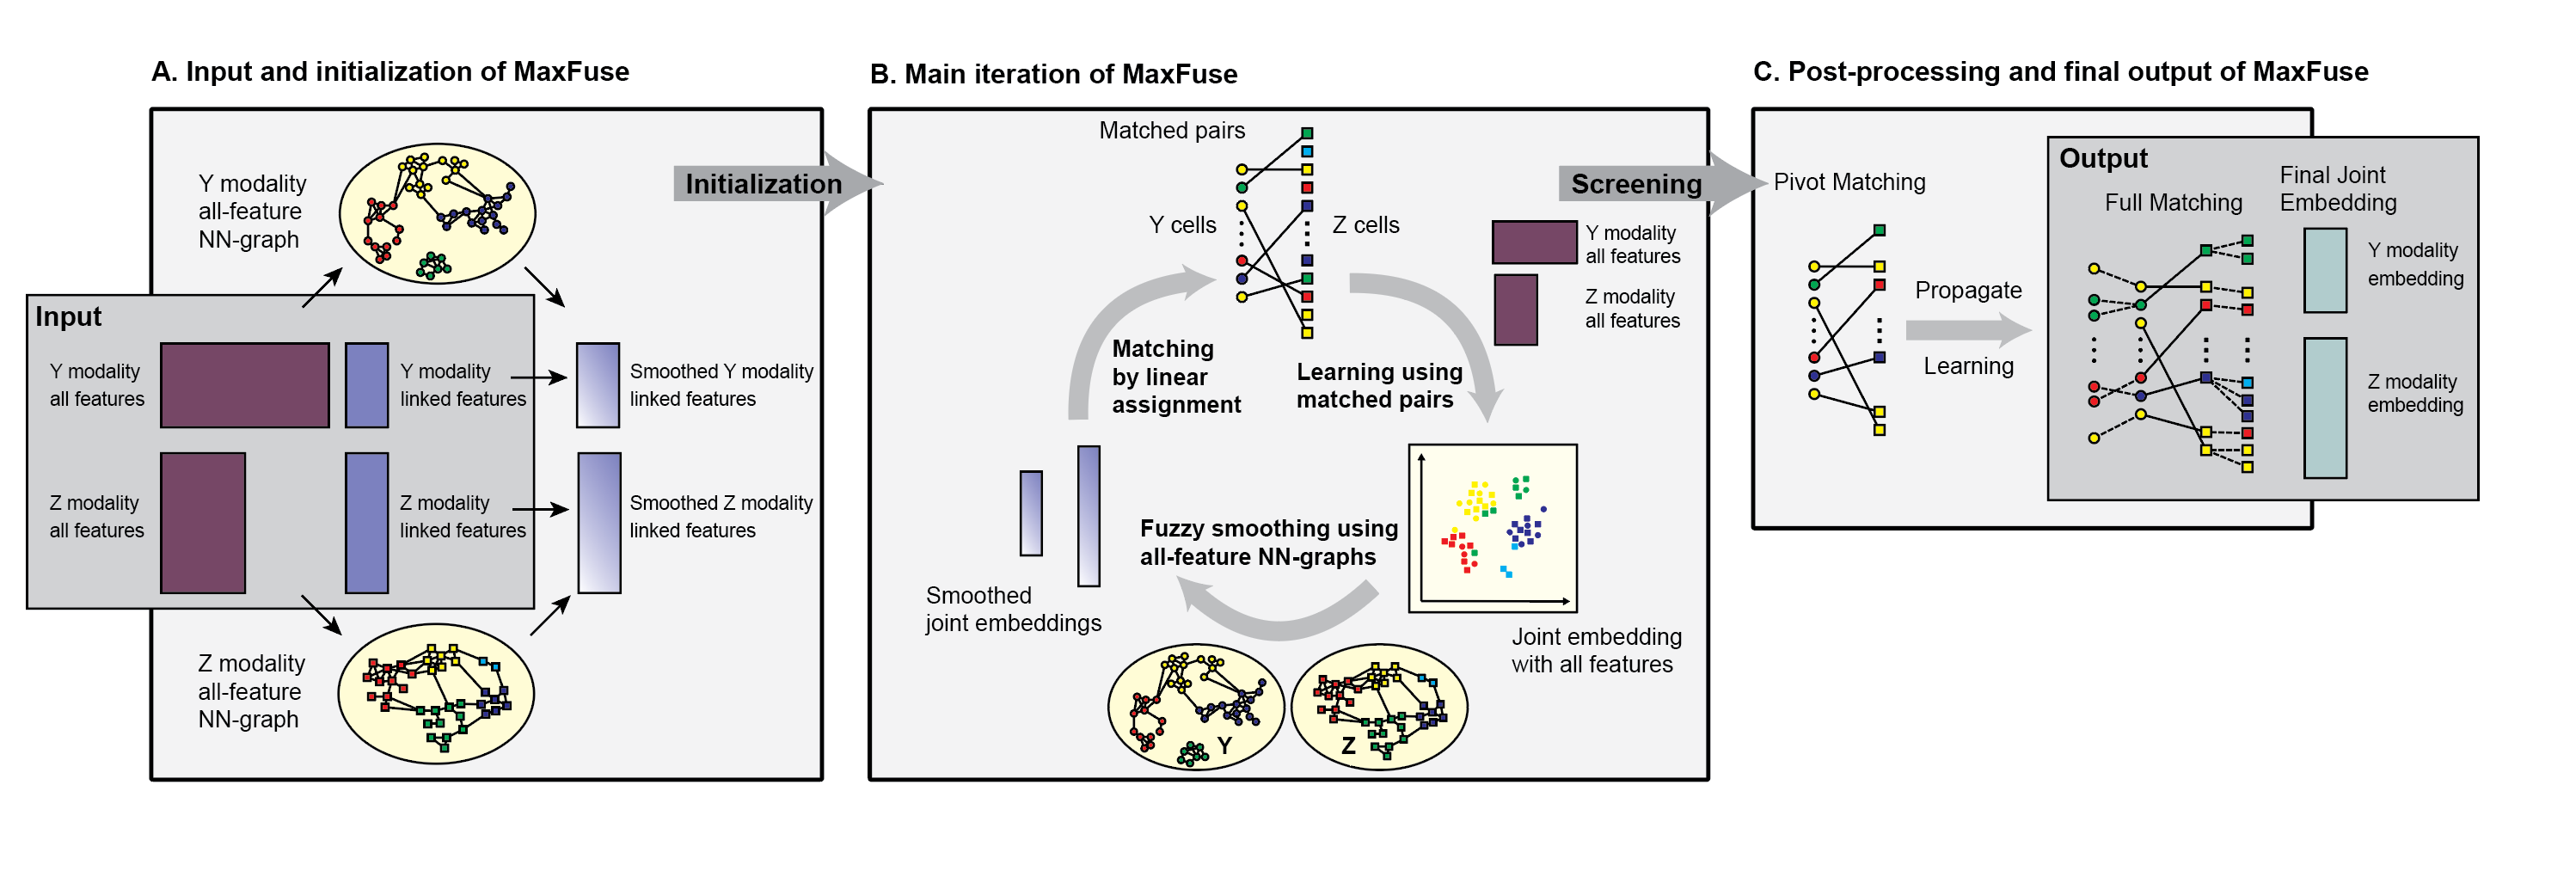 A. Input and initialization of MaxFuse
Y modality
all-feature
NN-graph
Input
Y modality
all features
Y modality
linked features
Smoothed Y modality
linked features
Z modality
all features
Z modality
linked features
Smoothed Z modality
linked features
Z modality
all-feature
NN-graph
Initialization
B. Main iteration of MaxFuse
Matched pairs
Y cells
Z cells
Y modality
all features
Z modality
all features
Matching
by linear
assignment
Learning using
matched pairs
Fuzzy smoothing using
all-feature NN-graphs
Smoothed
joint embeddings
Joint embedding
with all features
Y
Z
Screening
C. Post-processing and final output of MaxFuse
Pivot Matching
Propagate
Learning
Output
Full Matching
Final Joint
Embedding
Y modality
embedding
Z modality
embedding